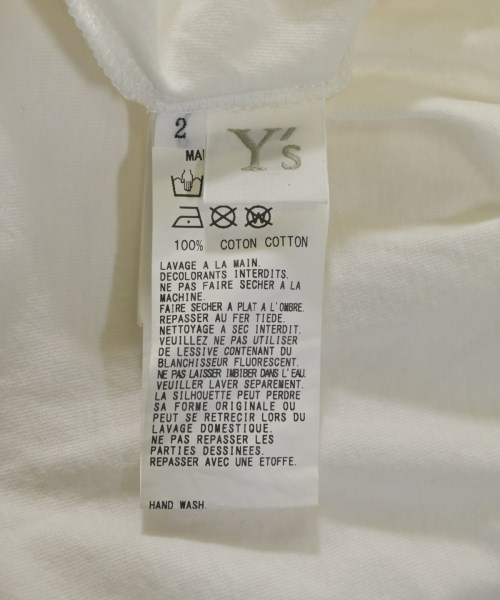 2
Y's
100% COTON COTTON
LAVAGE A LA MAIN.
DECOLORANTS INTERDITS.
NE PAS FAIRE SECHER A LA
MACHINE.
FAIRE SECHER A PLAT A L'OMBRE.
REPASSER AU FER TIEDE.
NETTOYAGE A SEC INTERDIT.
VEUILLEZ NE PAS UTILISER
DE LESSIVE CONTENANT DU
BLANCHISSEUR FLUORESCENT.
NE PAS LAISSER IMBIBER DANS L'EAU.
VEUILLER LAVER SEPAREMENT.
LA SILHOUETTE PEUT PERDRE
SA FORME ORIGINALE OU
PEUT SE RETRECIR LORS DU
LAVAGE DOMESTIQUE.
NE PAS REPASSER LES
PARTIES DESSINEES.
REPASSER AVEC UNE ETOFFE.
HAND WASH.